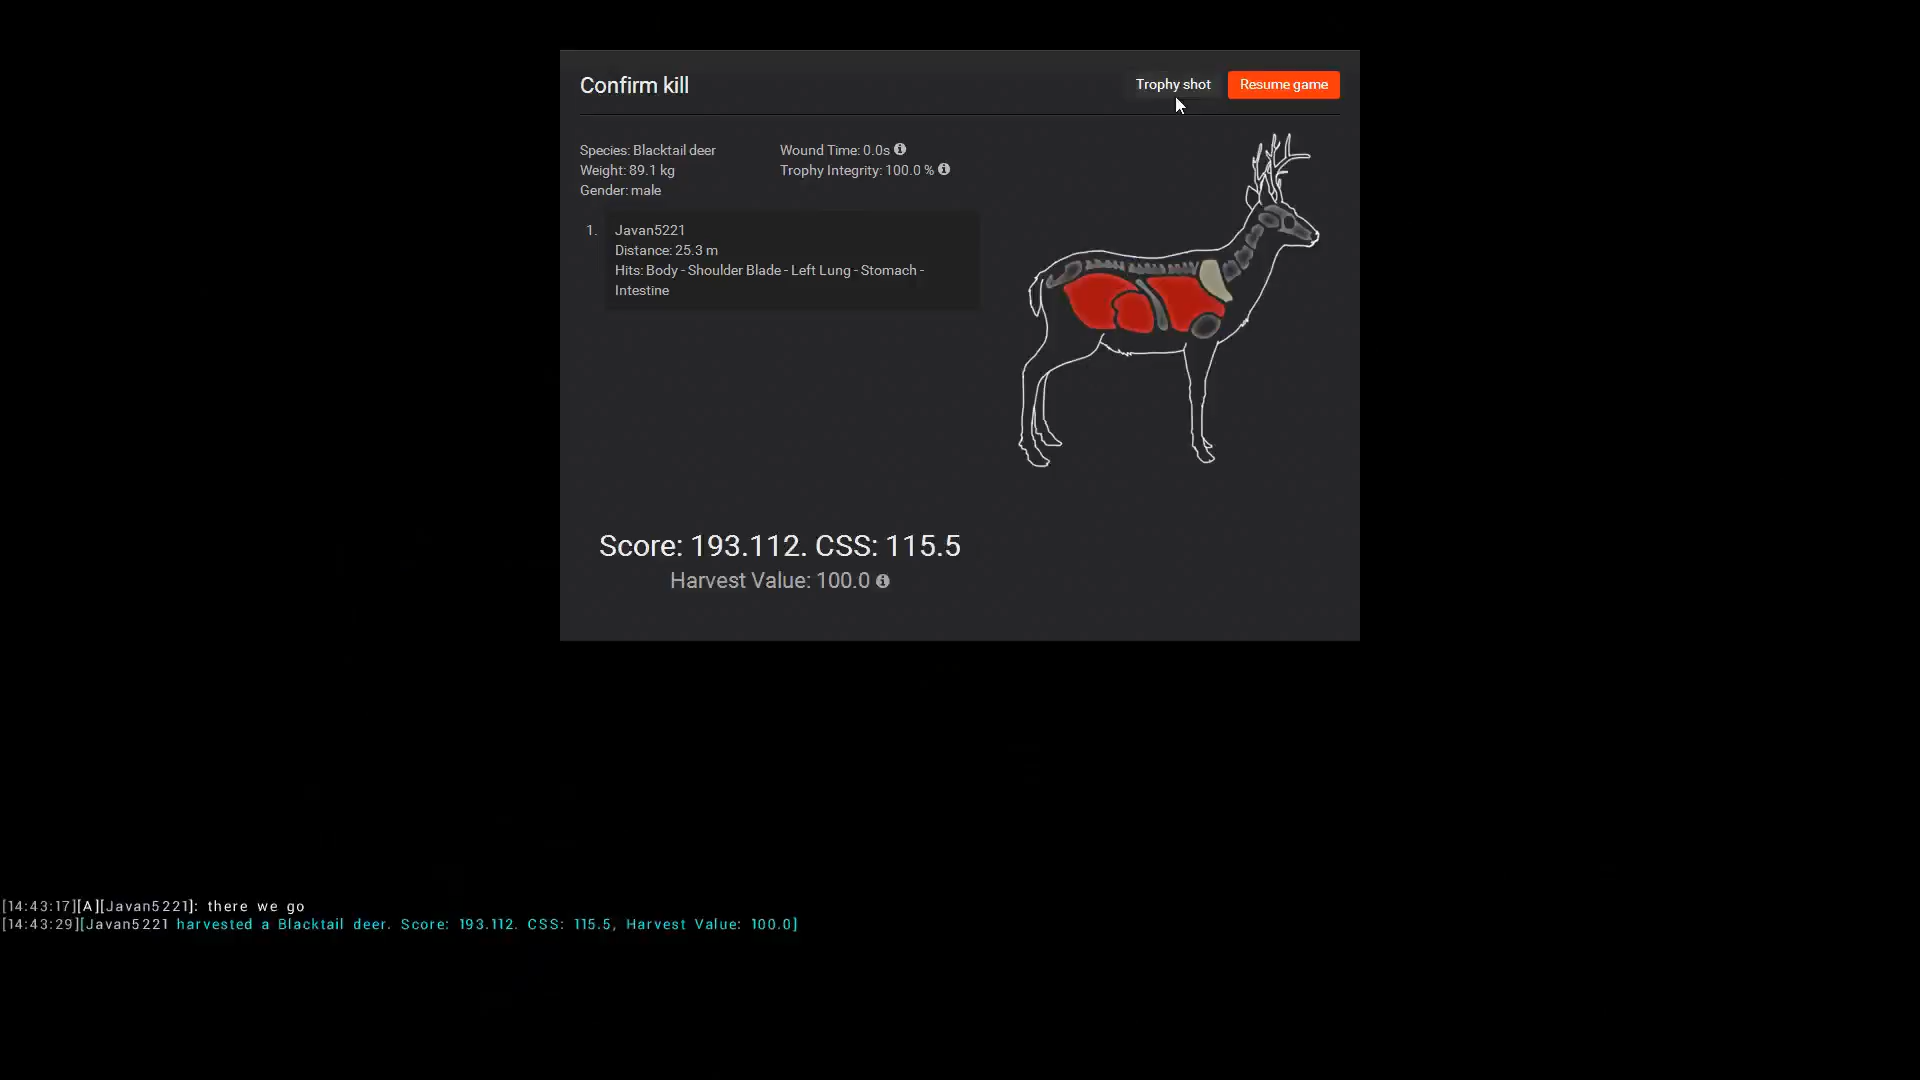 Confirm kill
Trophy shot
Resume game
Species: Blacktail deer
Weight: 89.1 kg
Gender: male
Wound Time: 0.0s
Trophy Integrity: 100.0 %
1.
Javan5221
Distance: 25.3 m
Hits: Body - Shoulder Blade - Left Lung - Stomach -
Intestine
Score: 193.112. CSS: 115.5
Harvest Value: 100.0
[14:43:17][A][Javan5221]: there we go
[14:43:29][Javan5221 harvested a Blacktail deer. Score: 193.112. CSS: 115.5, Harvest Value: 100.0]